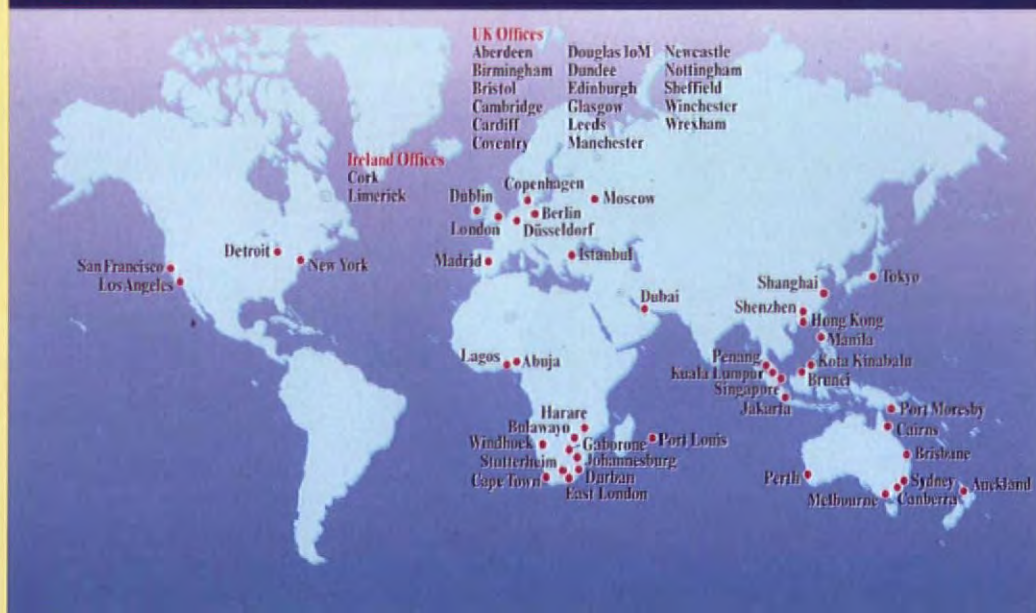 UK Offices
Aberdeen
Birmingham
Bristol
Cambridge
Cardiff
Coventry
Douglas IoM
Dundee
Edinburgh
Glasgow
Leeds
Manchester
Newcastle
Nottingham
Sheffield
Winchester
Wrexham
Ireland Offices
Cork
Limerick
Dublin
Copenhagen
Moscow
London
Berlin
Düsseldorf
Madrid
Istanbul
Detroit
New York
San Francisco
Los Angeles
Dubai
Shanghai
Tokyo
Shenzhen
Hong Kong
Manila
Lagos
Abuja
Penang
Kuala Lumpur
Singapore
Jakarta
Kota Kinabalu
Brunei
Port Moresby
Cairns
Brisbane
Harare
Bulawayo
Windhoek
Gaborone
Port Louis
Stutterheim
Johannesburg
Cape Town
Durban
East London
Perth
Sydney
Melbourne
Canberra
Auckland